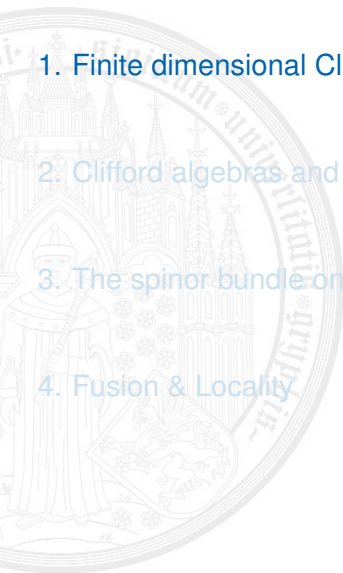 1. Finite dimensional Cl
2. Clifford algebras and
3. The spinor bundle on
4. Fusion & Locality